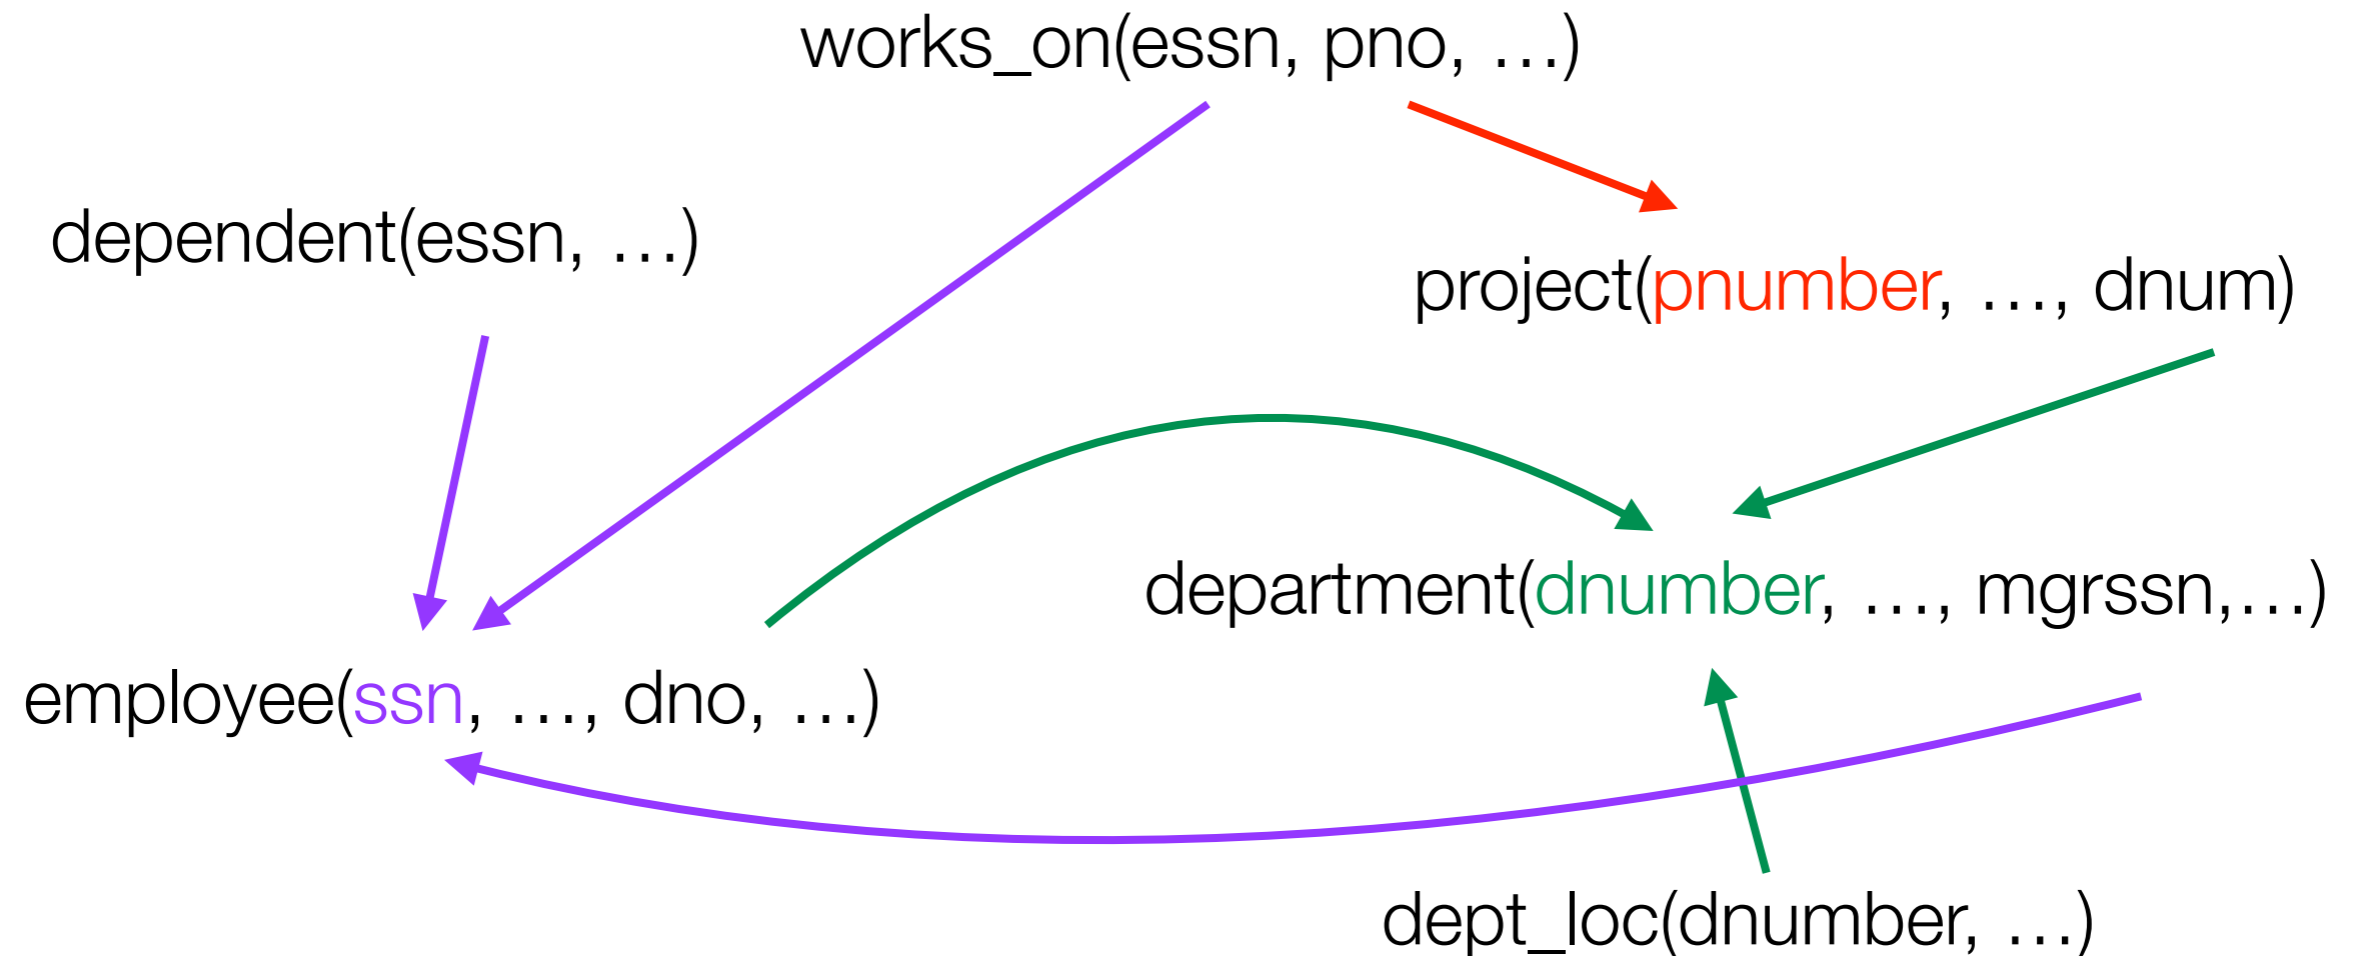 works_on(essn, pno, …)
dependent(essn, …)
project(pnumber, …, dnum)
department(dnumber, …, mgrssn,…)
employee(ssn, …, dno, …)
dept_loc(dnumber, …)